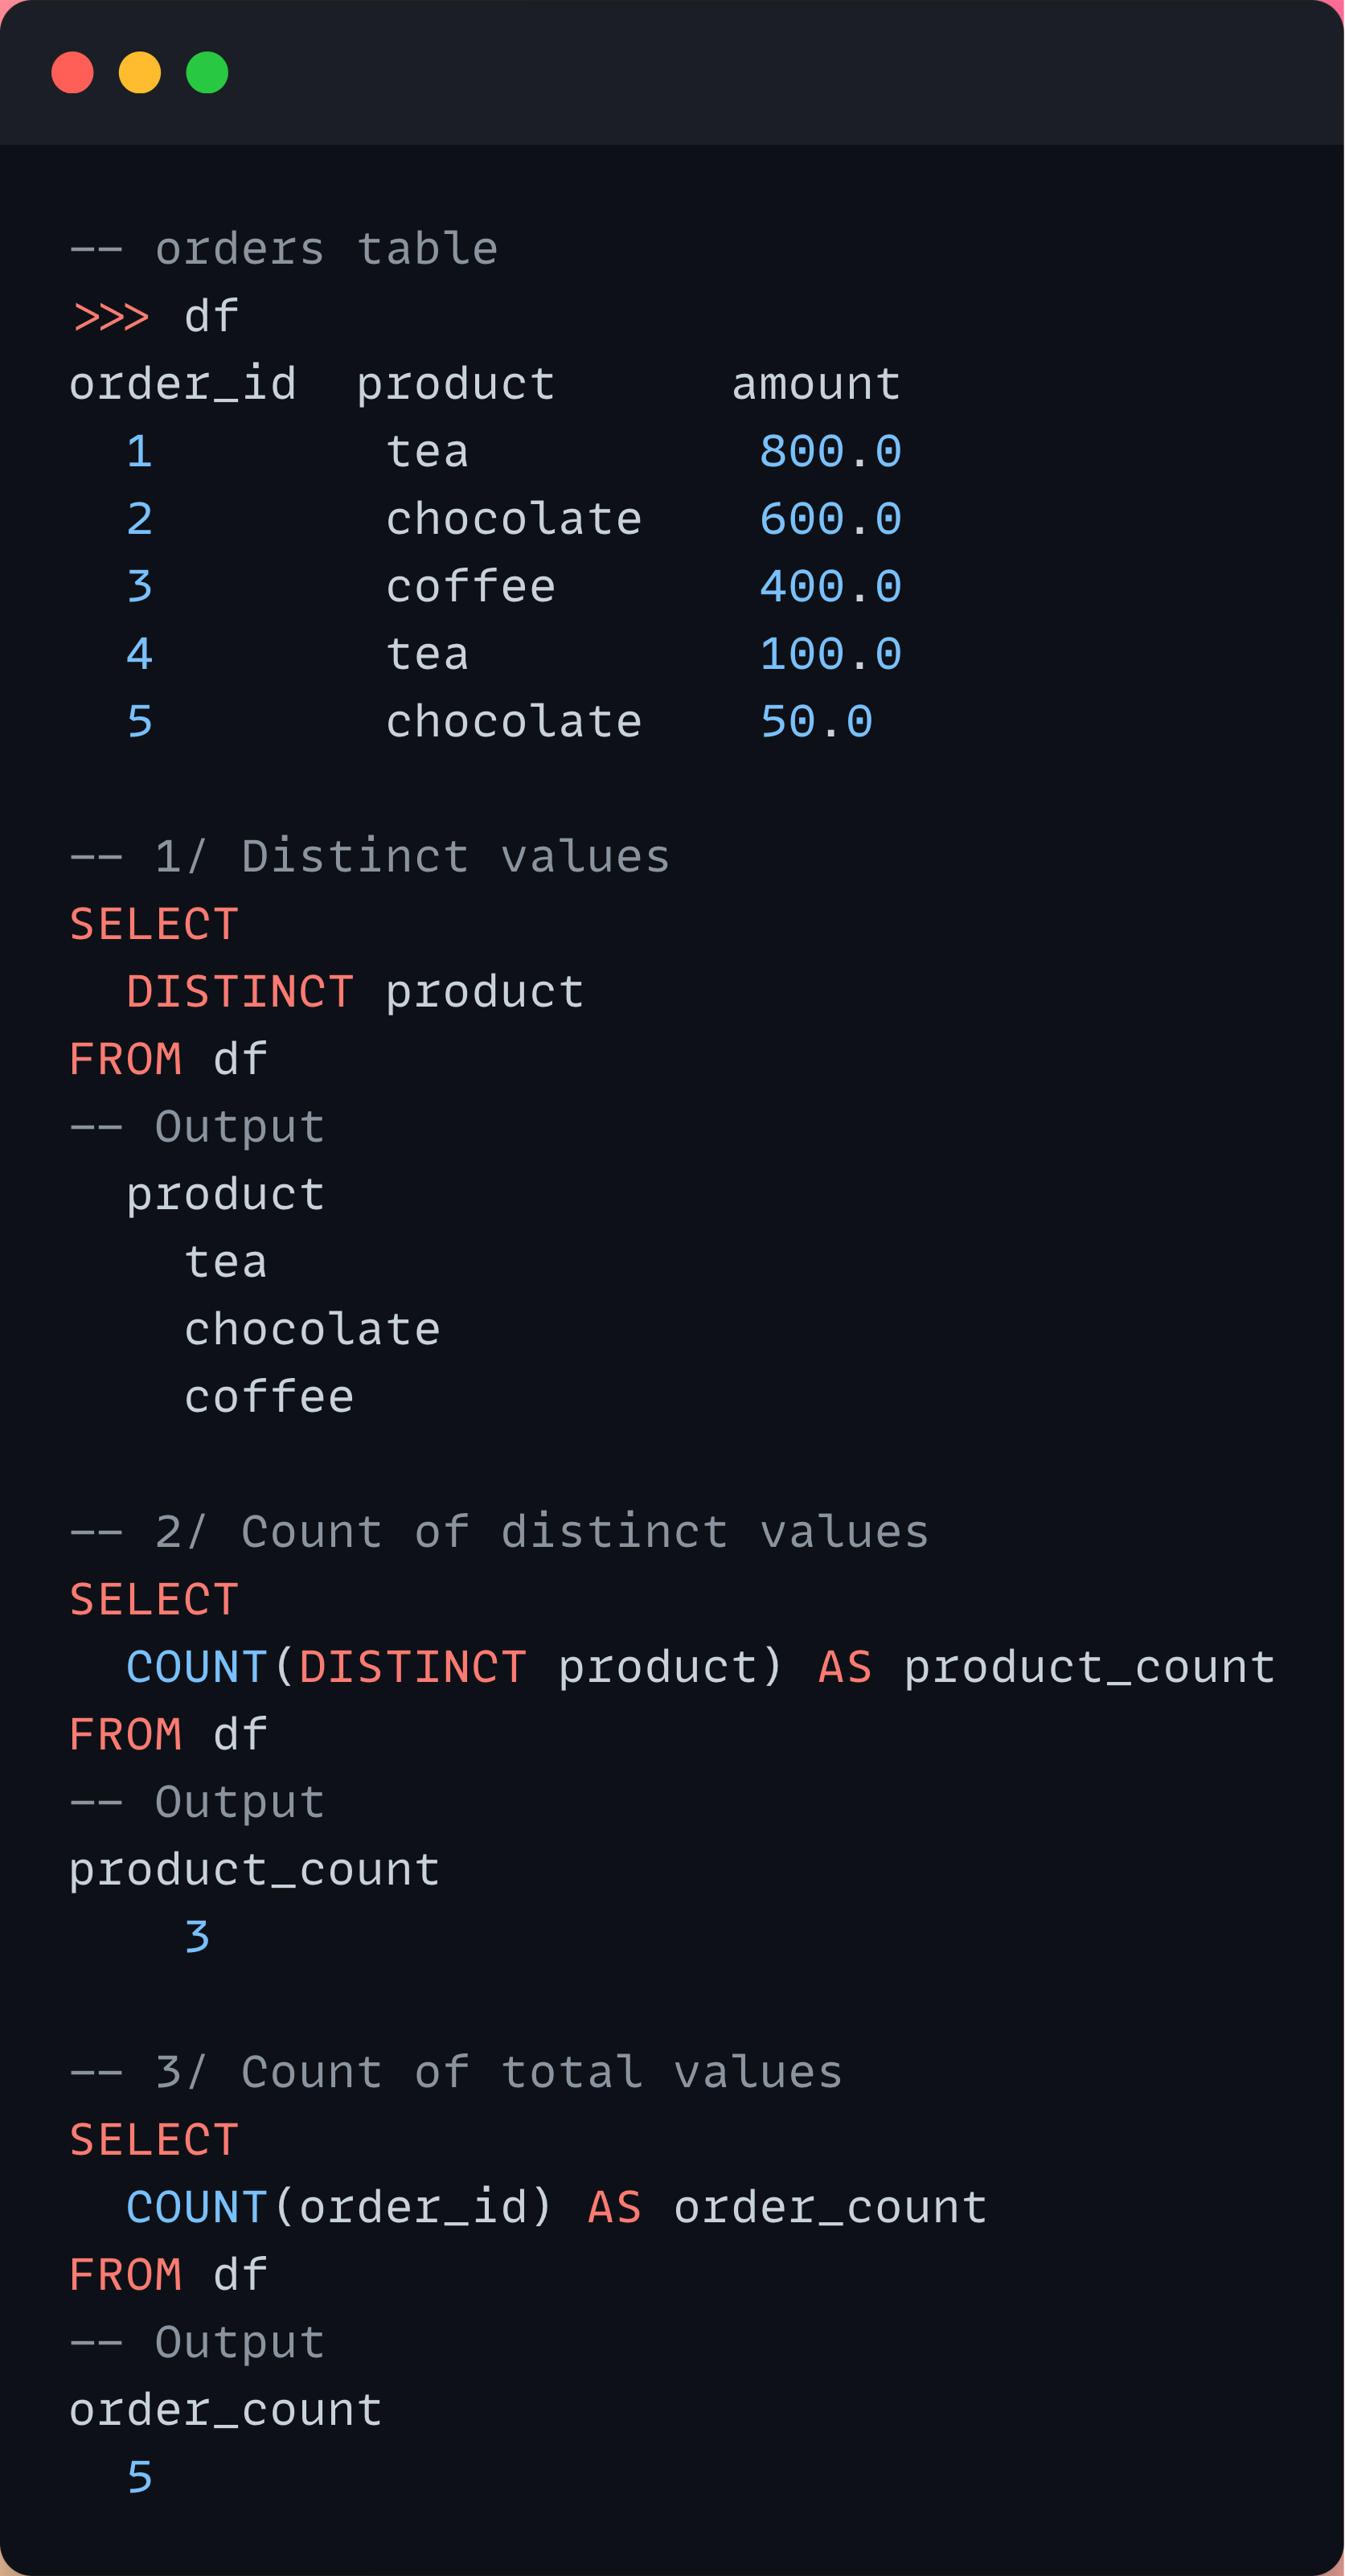 -- orders table
>>> df
order_id  product      amount
  1        tea          800.0
  2        chocolate    600.0
  3        coffee       400.0
  4        tea          100.0
  5        chocolate    50.0
-- 1/ Distinct values
SELECT
  DISTINCT product
FROM df
-- Output
  product
    tea
    chocolate
    coffee
-- 2/ Count of distinct values
SELECT
  COUNT(DISTINCT product) AS product_count
FROM df
-- Output
product_count
    3
-- 3/ Count of total values
SELECT
  COUNT(order_id) AS order_count
FROM df
-- Output
order_count
  5